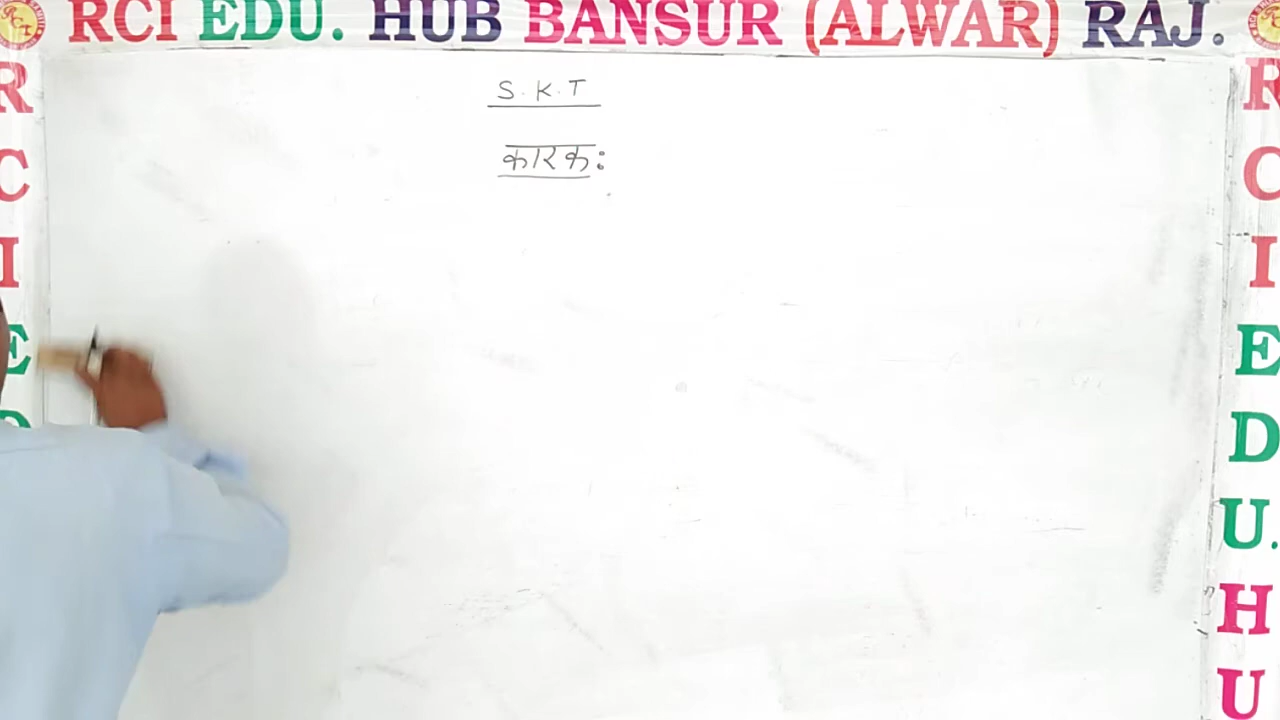 RCI EDU. HUB BANSUR (ALWAR) RAJ.
S.K.T
कारकः
R
C
I
E
D
R
C
I
E
D
U.
H
U